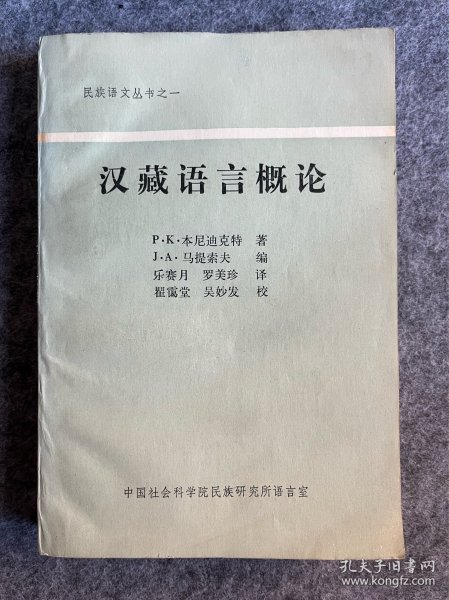 民族语文丛书之一
汉藏语言概论
P·K·本尼迪克特 著
J·A·马提索夫 编
乐赛月 罗美珍 译
瞿霭堂 吴妙发 校
中国社会科学院民族研究所语言室
孔夫子旧书网
www.kongfz.com